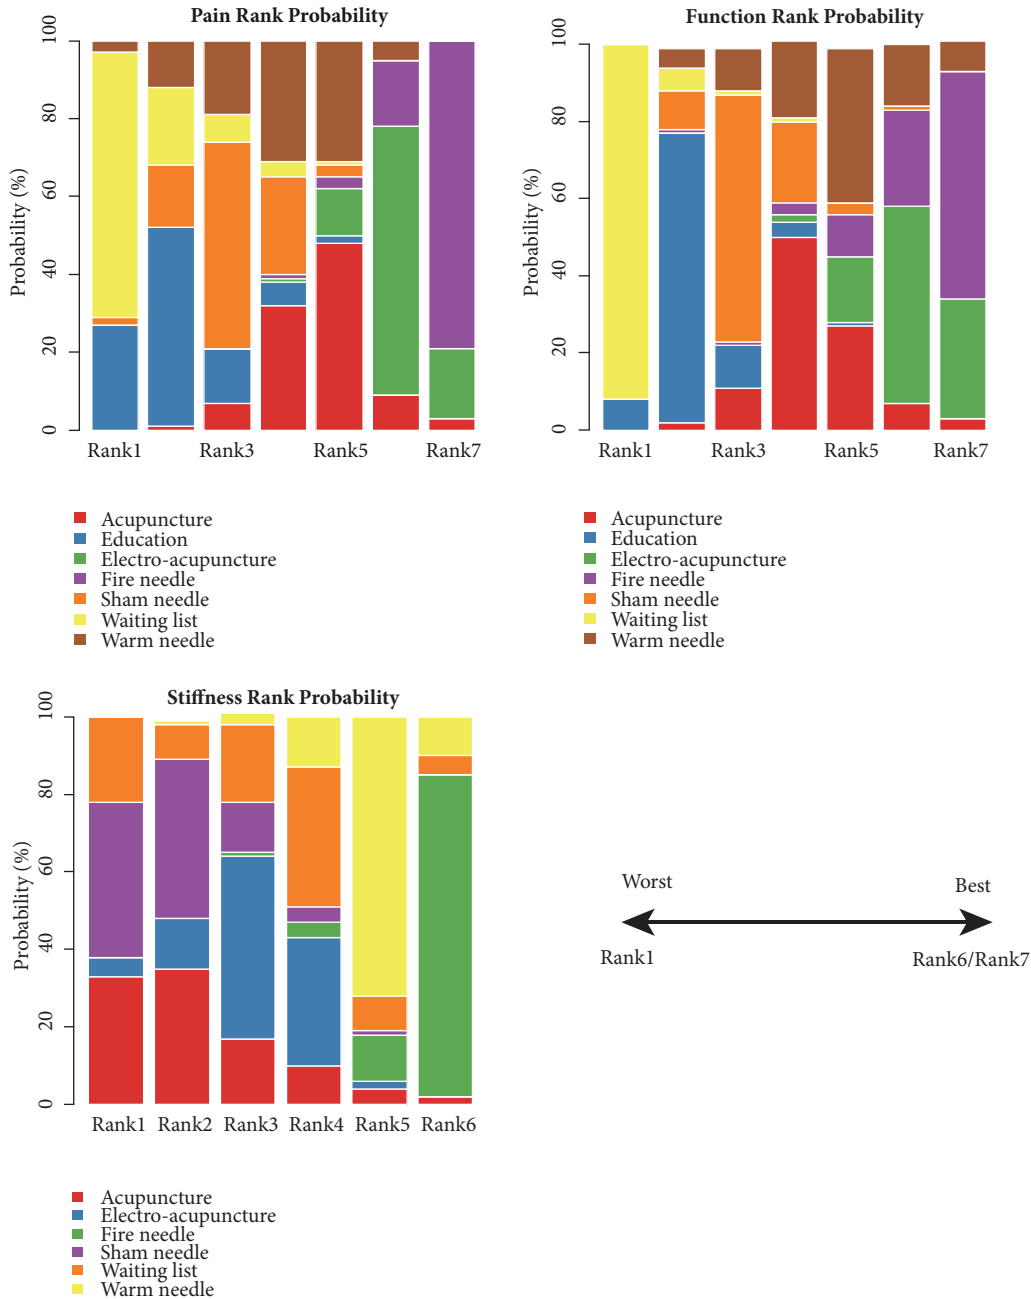 Pain Rank Probability
Probability (%)
100
80
60
40
20
0
Rank1 Rank3 Rank5 Rank7
Acupuncture
Education
Electro-acupuncture
Fire needle
Sham needle
Waiting list
Warm needle
Function Rank Probability
Probability (%)
100
80
60
40
20
0
Rank1 Rank3 Rank5 Rank7
Acupuncture
Education
Electro-acupuncture
Fire needle
Sham needle
Waiting list
Warm needle
Stiffness Rank Probability
Probability (%)
100
80
60
40
20
0
Rank1 Rank2 Rank3 Rank4 Rank5 Rank6
Acupuncture
Electro-acupuncture
Fire needle
Sham needle
Waiting list
Warm needle
Worst Best
Rank1 Rank6/Rank7